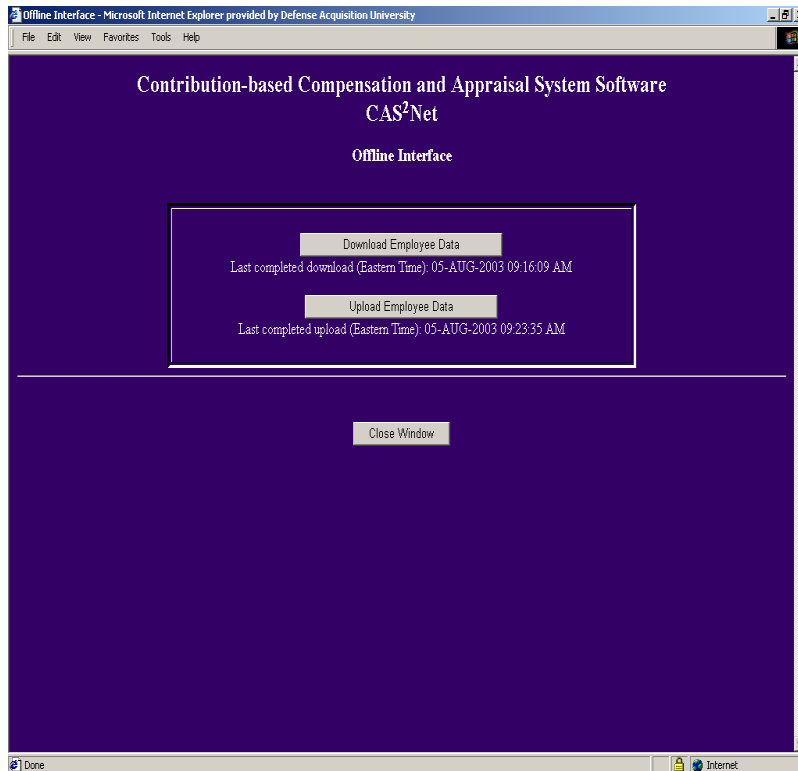 Offline Interface - Microsoft Internet Explorer provided by Defense Acquisition University
File Edit View Favorites Tools Help
Contribution-based Compensation and Appraisal System Software
CAS²Net
Offline Interface
Download Employee Data
Last completed download (Eastern Time): 05-AUG-2003 09:16:09 AM
Upload Employee Data
Last completed upload (Eastern Time): 05-AUG-2003 09:23:35 AM
Close Window
Done Internet